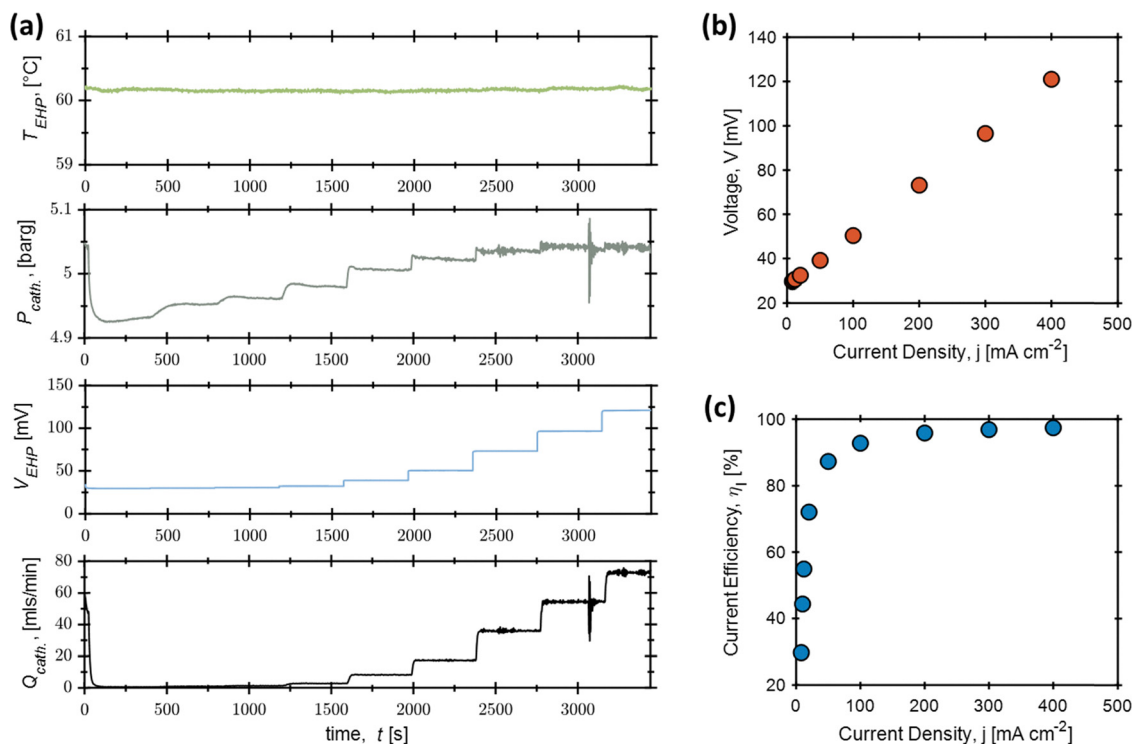 (a)
61
60
59
T_EHP, [°C]
0 500 1000 1500 2000 2500 3000
5.1
5
4.9
P_cath., [barg]
0 500 1000 1500 2000 2500 3000
150
100
50
0
V_EHP [mV]
0 500 1000 1500 2000 2500 3000
80
60
40
20
0
Q_cath., [mls/min]
0 500 1000 1500 2000 2500 3000
time, t [s]
(b)
140
120
100
80
60
40
20
Voltage, V [mV]
0 100 200 300 400 500
Current Density, j [mA cm⁻²]
(c)
100
80
60
40
20
Current Efficiency, η_I [%]
0 100 200 300 400 500
Current Density, j [mA cm⁻²]